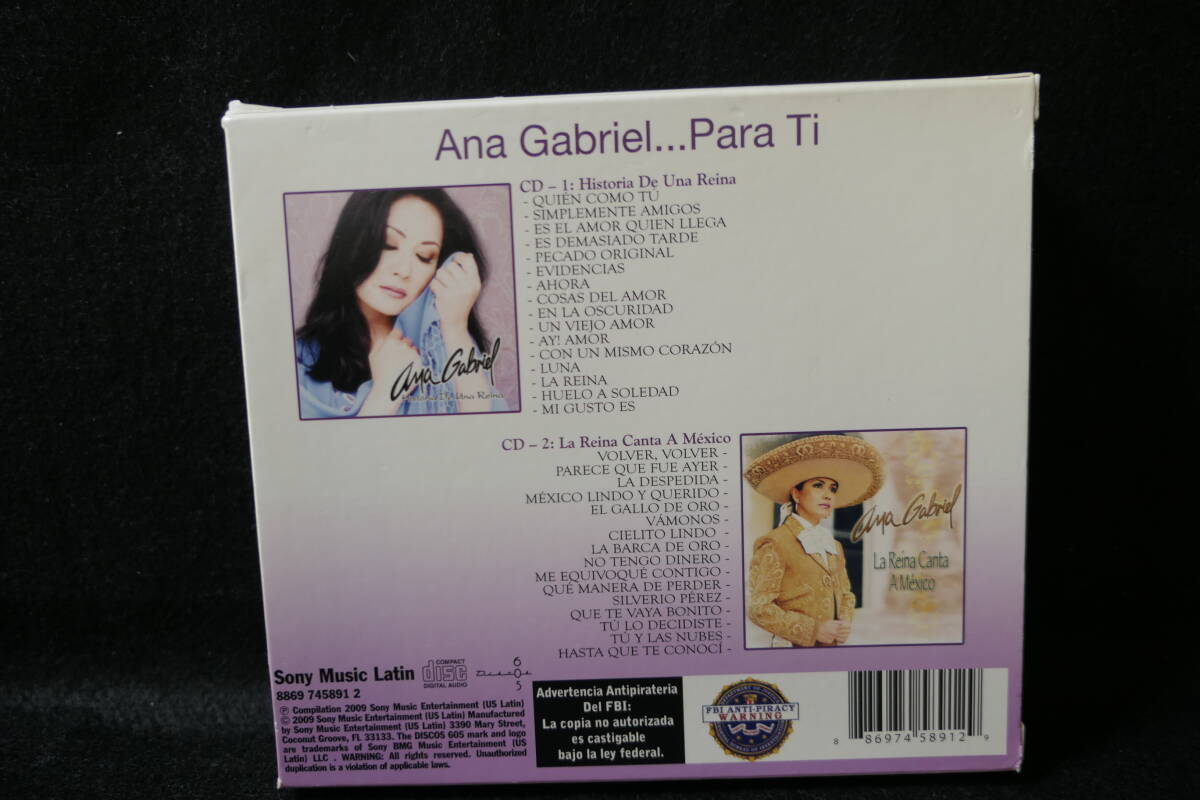 Ana Gabriel...Para Ti
CD – 1: Historia De Una Reina
- QUIÉN COMO TÚ
- SIMPLEMENTE AMIGOS
- ES EL AMOR QUIEN LLEGA
- ES DEMASIADO TARDE
- PECADO ORIGINAL
- EVIDENCIAS
- AHORA
- COSAS DEL AMOR
- EN LA OSCURIDAD
- UN VIEJO AMOR
- AY! AMOR
- CON UN MISMO CORAZÓN
- LUNA
- LA REINA
- HUELO A SOLEDAD
- MI GUSTO ES
Ana Gabriel
Historia De Una Reina
CD – 2: La Reina Canta A México
VOLVER, VOLVER -
PARECE QUE FUE AYER -
LA DESPEDIDA -
MÉXICO LINDO Y QUERIDO -
EL GALLO DE ORO -
VÁMONOS -
CIELITO LINDO -
LA BARCA DE ORO -
NO TENGO DINERO -
ME EQUIVOQUÉ CONTIGO -
QUÉ MANERA DE PERDER -
SILVERIO PÉREZ -
QUE TE VAYA BONITO -
TÚ LO DECIDISTE -
TÚ Y LAS NUBES -
HASTA QUE TE CONOCÍ -
Ana Gabriel
La Reina Canta
A México
Sony Music Latin
8869 745891 2
COMPACT
disc
DIGITAL AUDIO
Discos
605
℗ Compilation 2009 Sony Music Entertainment (US Latin)
© 2009 Sony Music Entertainment (US Latin) Manufactured
by Sony Music Entertainment (US Latin) 3390 Mary Street,
Coconut Groove, FL 33133. The DISCOS 605 mark and logo
are trademarks of Sony BMG Music Entertainment (US
Latin) LLC . WARNING: All rights reserved. Unauthorized
duplication is a violation of applicable laws.
Advertencia Antipirateria
Del FBI:
La copia no autorizada
es castigable
bajo la ley federal.
FBI ANTI-PIRACY
WARNING
8 86974 58912 9